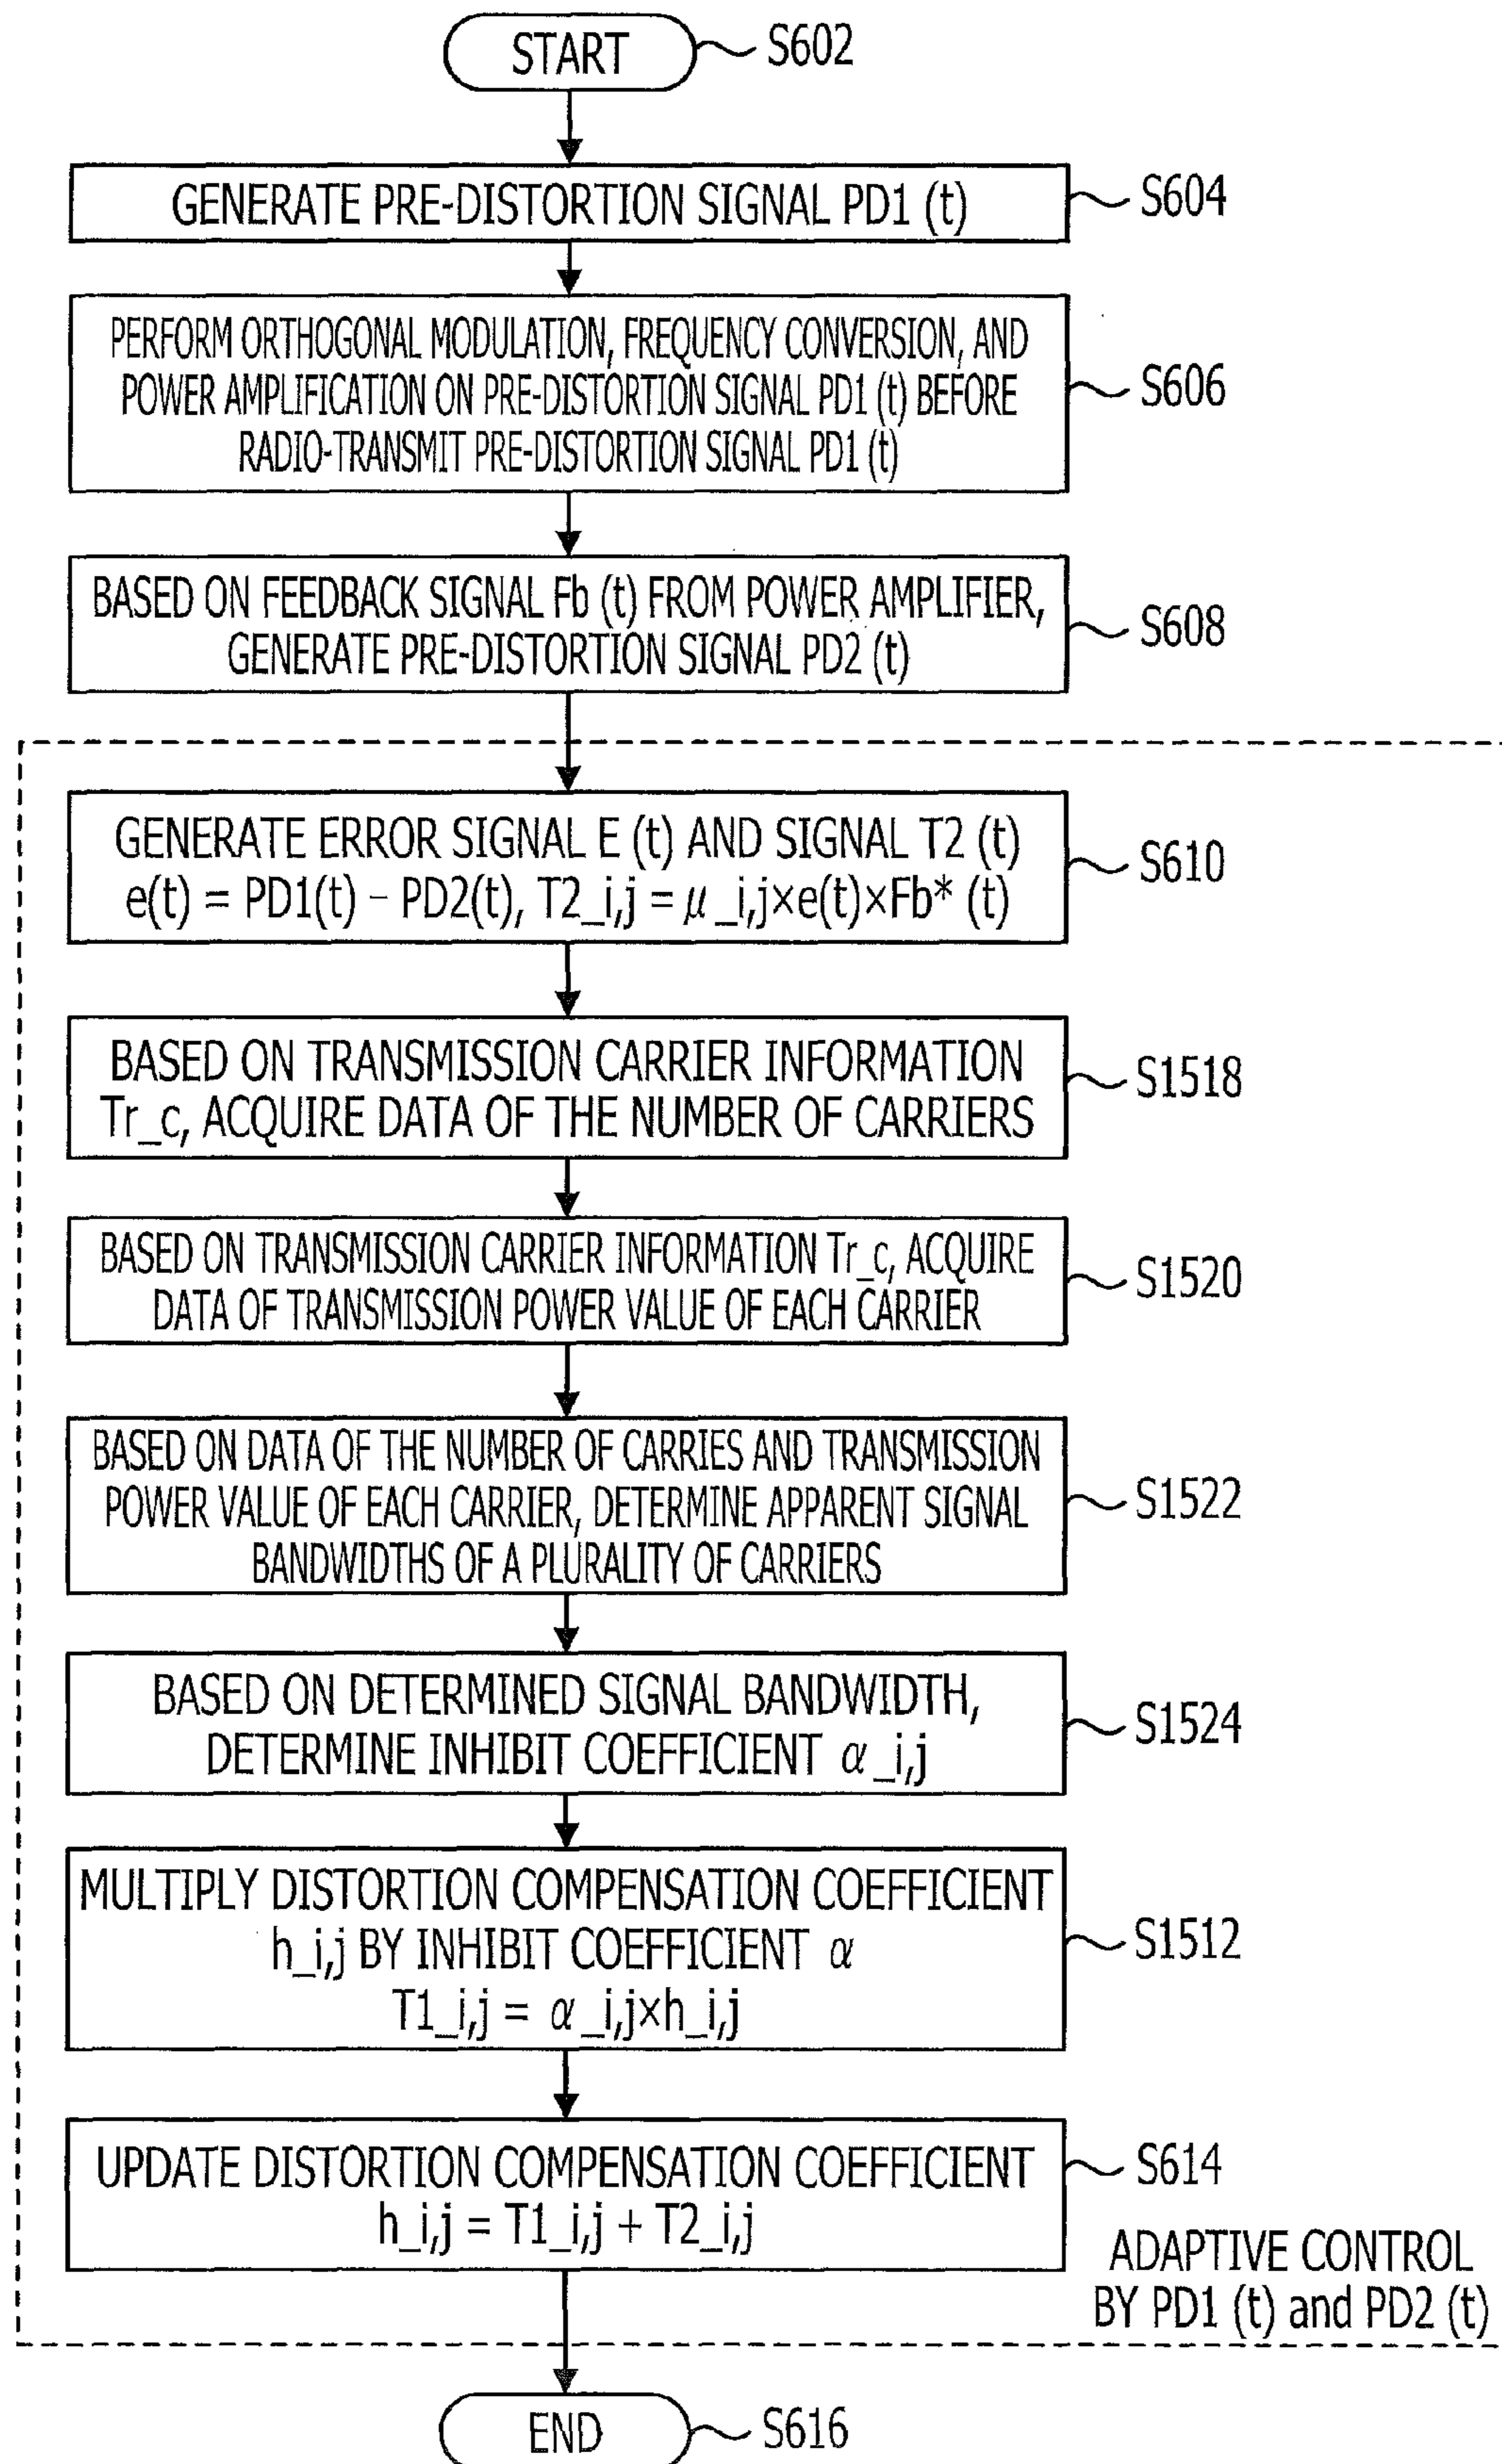 START
S602
GENERATE PRE-DISTORTION SIGNAL PD1 (t)
S604
PERFORM ORTHOGONAL MODULATION, FREQUENCY CONVERSION, AND
POWER AMPLIFICATION ON PRE-DISTORTION SIGNAL PD1 (t) BEFORE
RADIO-TRANSMIT PRE-DISTORTION SIGNAL PD1 (t)
S606
BASED ON FEEDBACK SIGNAL Fb (t) FROM POWER AMPLIFIER,
GENERATE PRE-DISTORTION SIGNAL PD2 (t)
S608
GENERATE ERROR SIGNAL E (t) AND SIGNAL T2 (t)
e(t) = PD1(t) − PD2(t), T2_i,j = μ_i,j×e(t)×Fb* (t)
S610
BASED ON TRANSMISSION CARRIER INFORMATION
Tr_c, ACQUIRE DATA OF THE NUMBER OF CARRIERS
S1518
BASED ON TRANSMISSION CARRIER INFORMATION Tr_c, ACQUIRE
DATA OF TRANSMISSION POWER VALUE OF EACH CARRIER
S1520
BASED ON DATA OF THE NUMBER OF CARRIES AND TRANSMISSION
POWER VALUE OF EACH CARRIER, DETERMINE APPARENT SIGNAL
BANDWIDTHS OF A PLURALITY OF CARRIERS
S1522
BASED ON DETERMINED SIGNAL BANDWIDTH,
DETERMINE INHIBIT COEFFICIENT α_i,j
S1524
MULTIPLY DISTORTION COMPENSATION COEFFICIENT
h_i,j BY INHIBIT COEFFICIENT α
T1_i,j = α_i,j×h_i,j
S1512
UPDATE DISTORTION COMPENSATION COEFFICIENT
h_i,j = T1_i,j + T2_i,j
S614
ADAPTIVE CONTROL
BY PD1 (t) and PD2 (t)
END
S616